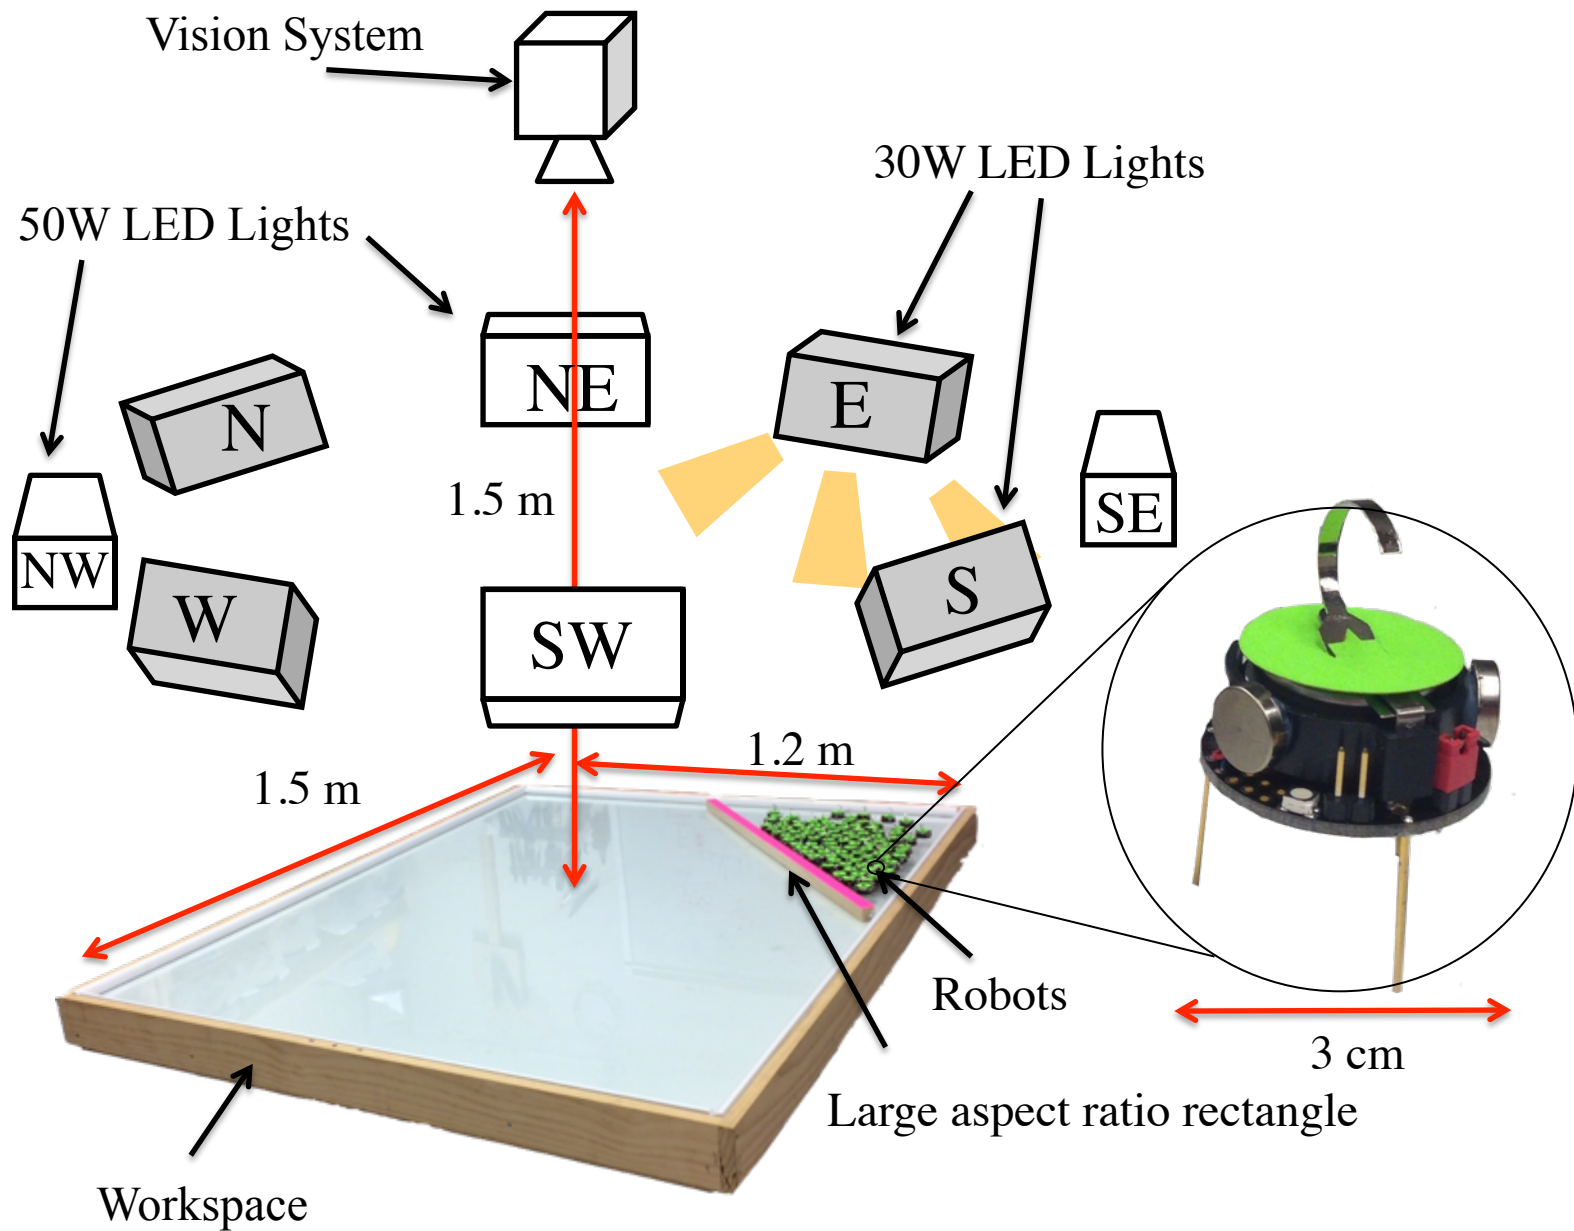 Vision System
30W LED Lights
50W LED Lights
NE
E
N
1.5 m
SE
NW
W
S
SW
1.2 m
1.5 m
Robots
3 cm
Large aspect ratio rectangle
Workspace